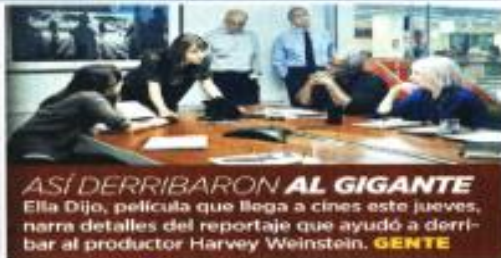 ASÍ DERRIBARON AL GIGANTE
Ella Dijo, película que llega a cines este jueves,
narra detalles del reportaje que ayudó a derri-
bar al productor Harvey Weinstein. GENTE